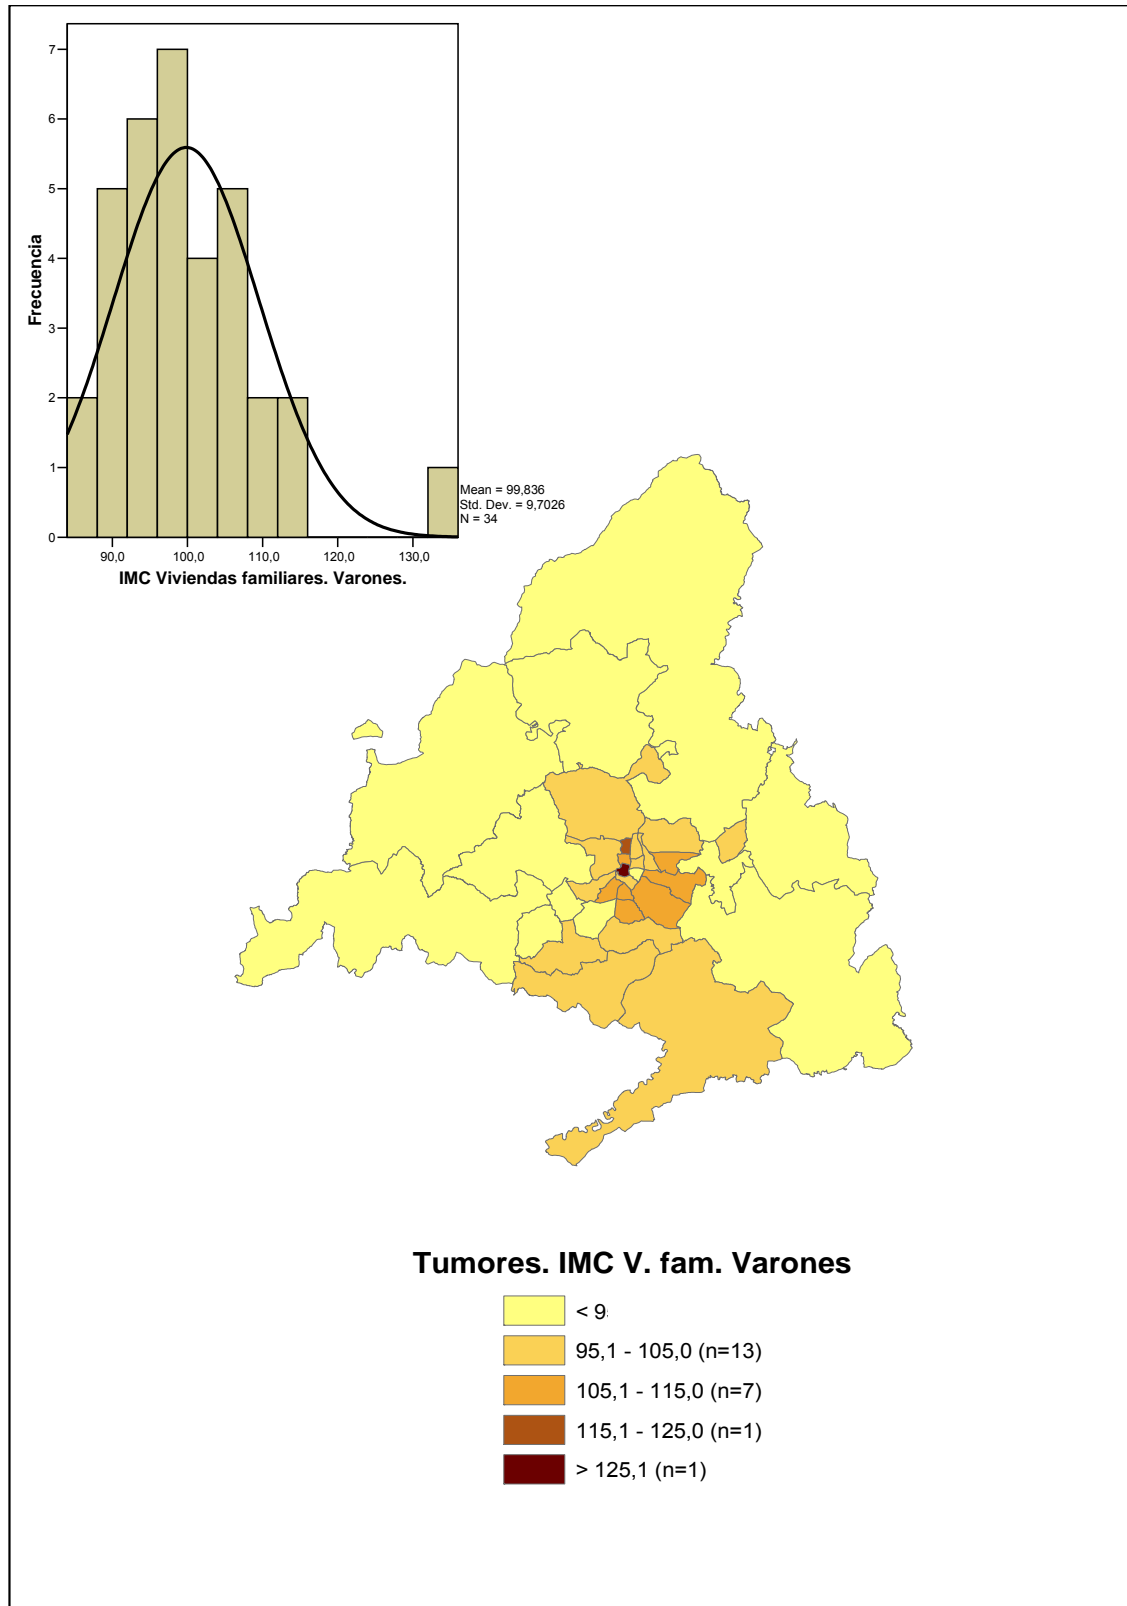 7
6
5
4
3
2
1
0
Frecuencia
90,0 100,0 110,0 120,0 130,0
IMC Viviendas familiares. Varones.
Mean = 99,836
Std. Dev. = 9,7026
N = 34
Tumores. IMC V. fam. Varones
< 9
95,1 - 105,0 (n=13)
105,1 - 115,0 (n=7)
115,1 - 125,0 (n=1)
> 125,1 (n=1)